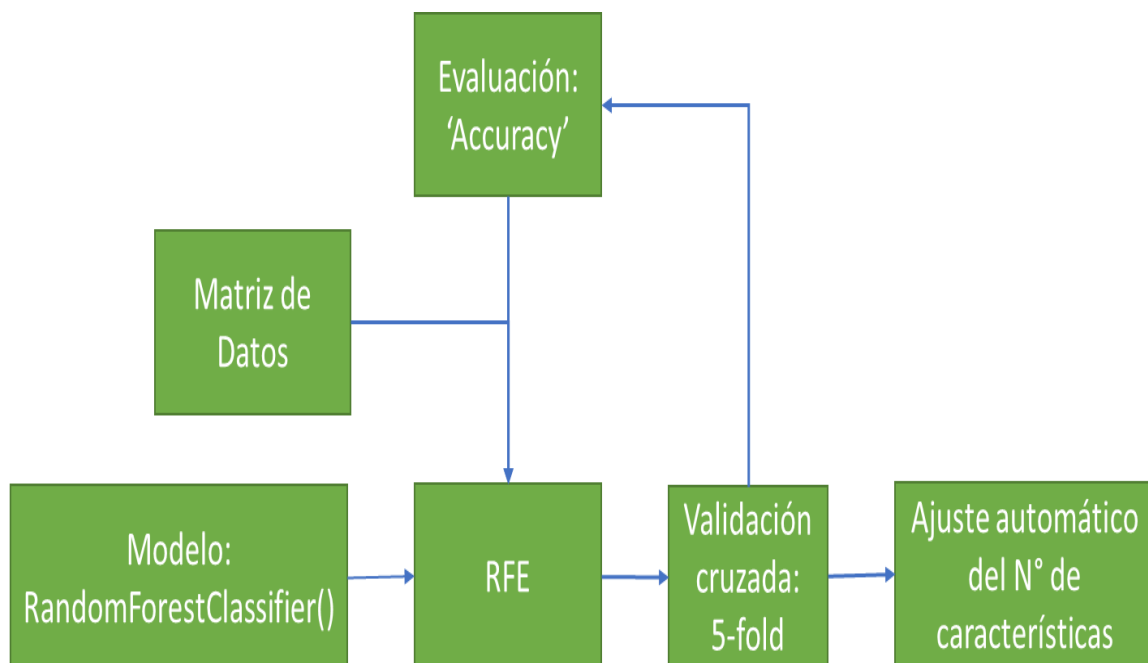 Evaluación:
‘Accuracy’
Matriz de
Datos
Modelo:
RandomForestClassifier()
RFE
Validación
cruzada:
5-fold
Ajuste automático
del N° de
características